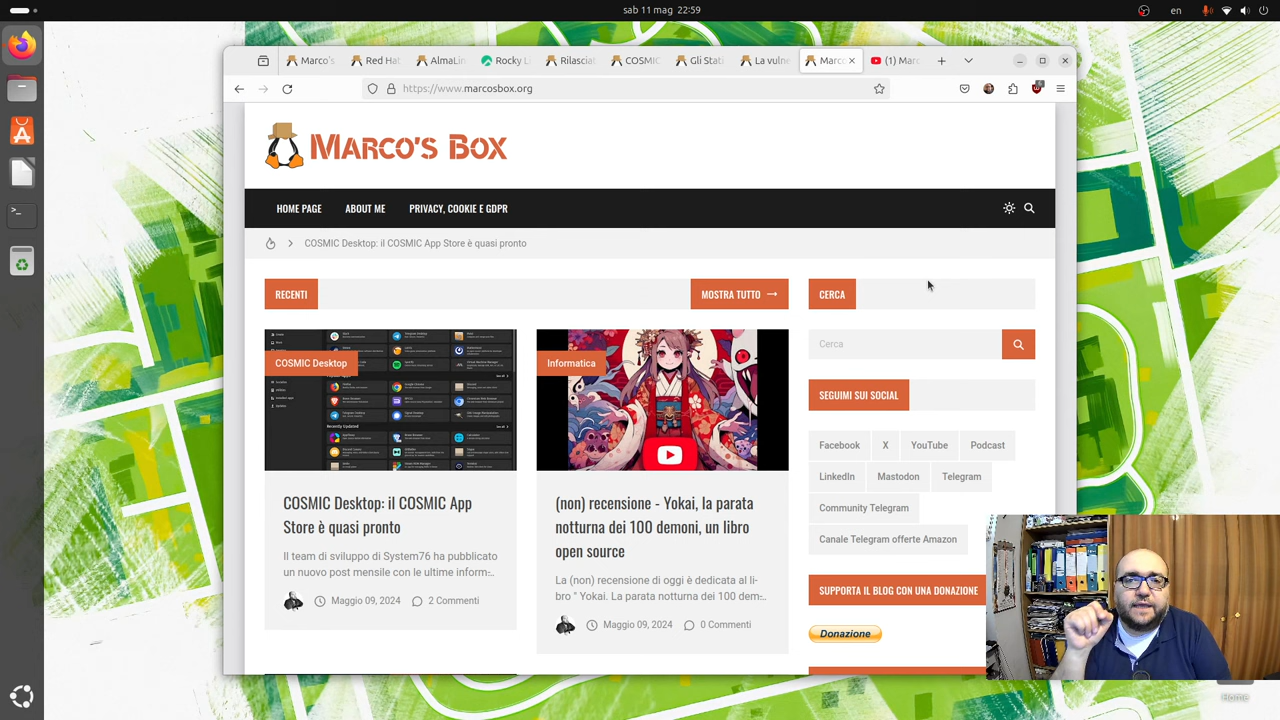 sab 11 mag 22:59
en
Marco's
Red Hat
AlmaLin
Rocky L
Rilascia
COSMIC
Gli Stati
La vulne
Marco
(1) Marc
https://www.marcosbox.org
6
MARCO'S BOX
HOME PAGE
ABOUT ME
PRIVACY, COOKIE E GDPR
COSMIC Desktop: il COSMIC App Store è quasi pronto
RECENTI
MOSTRA TUTTO →
CERCA
Cerca
COSMIC Desktop
Informatica
Recently Updated
COSMIC Desktop: il COSMIC App
Store è quasi pronto
Il team di sviluppo di System76 ha pubblicato
un nuovo post mensile con le ultime inform...
2 Commenti
(non) recensione - Yokai, la parata
notturna dei 100 demoni, un libro
open source
La (non) recensione di oggi è dedicata al li-
bro " Yokai. La parata notturna dei 100 dem...
Maggio 09, 2024
0 Commenti
SEGUIMI SUI SOCIAL
Facebook
X
YouTube
Podcast
LinkedIn
Mastodon
Telegram
Community Telegram
Canale Telegram offerte Amazon
SUPPORTA IL BLOG CON UNA DONAZIONE
Donazione
Home